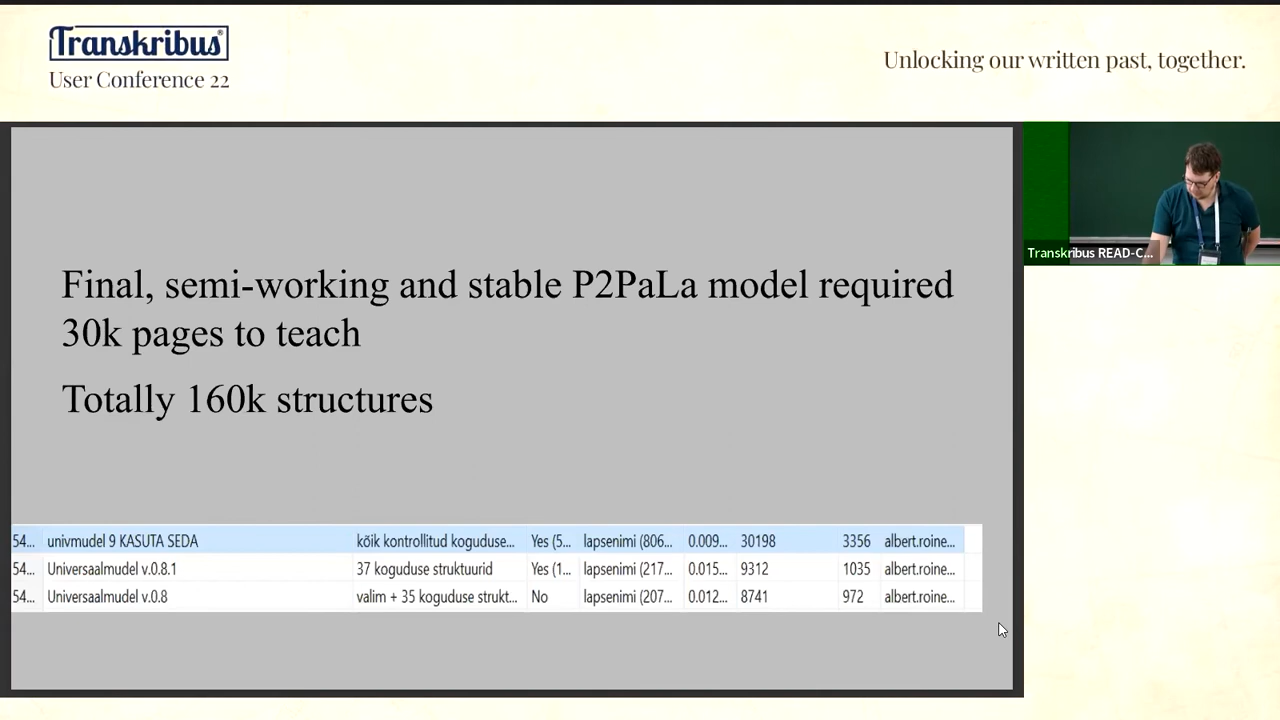 Transkribus
User Conference 22
Unlocking our written past, together.
Transkribus READ-C...
Final, semi-working and stable P2PaLa model required
30k pages to teach
Totally 160k structures
54... univmudel 9 KASUTA SEDA kõik kontrollitud koguduse... Yes (5... lapsenimi (806... 0.009... 30198 3356 albert.roine...
54... Universaalmudel v.0.8.1 37 koguduse struktuurid Yes (1... lapsenimi (217... 0.015... 9312 1035 albert.roine...
54... Universaalmudel v.0.8 valim + 35 koguduse strukt... No lapsenimi (207... 0.012... 8741 972 albert.roine...